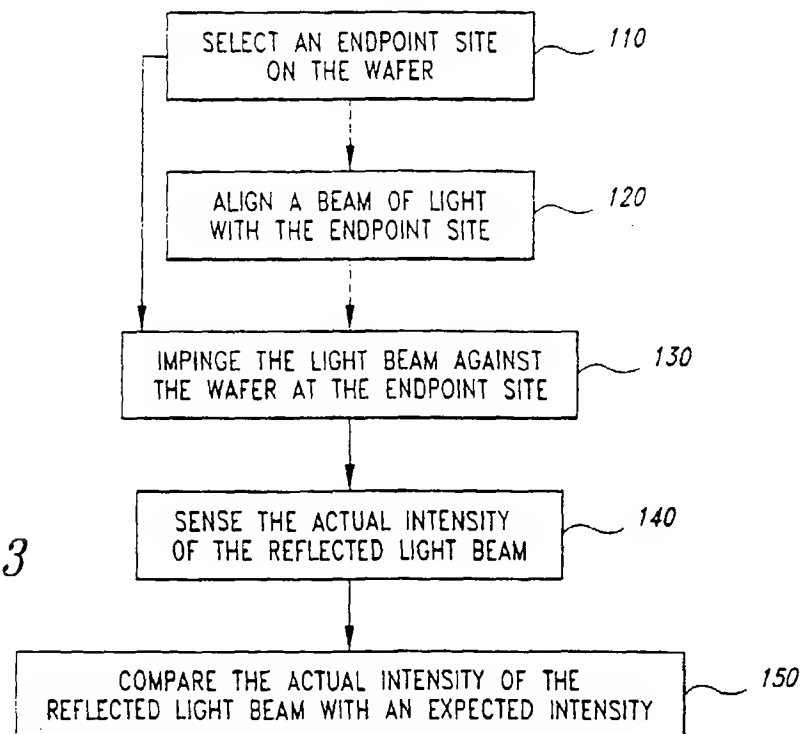 SELECT AN ENDPOINT SITE
ON THE WAFER
110
ALIGN A BEAM OF LIGHT
WITH THE ENDPOINT SITE
120
IMPINGE THE LIGHT BEAM AGAINST
THE WAFER AT THE ENDPOINT SITE
130
SENSE THE ACTUAL INTENSITY
OF THE REFLECTED LIGHT BEAM
140
3
COMPARE THE ACTUAL INTENSITY OF THE
REFLECTED LIGHT BEAM WITH AN EXPECTED INTENSITY
150